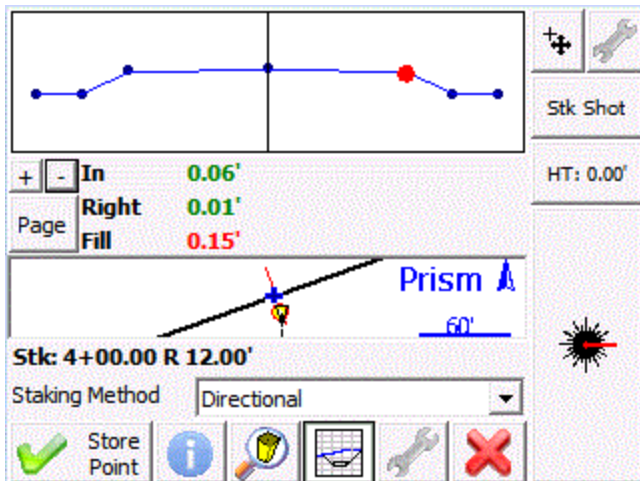 Stk Shot
HT: 0.00'
+ - In 0.06'
Right 0.01'
Page
Fill 0.15'
Prism
60'
Stk: 4+00.00 R 12.00'
Staking Method Directional
Store
Point